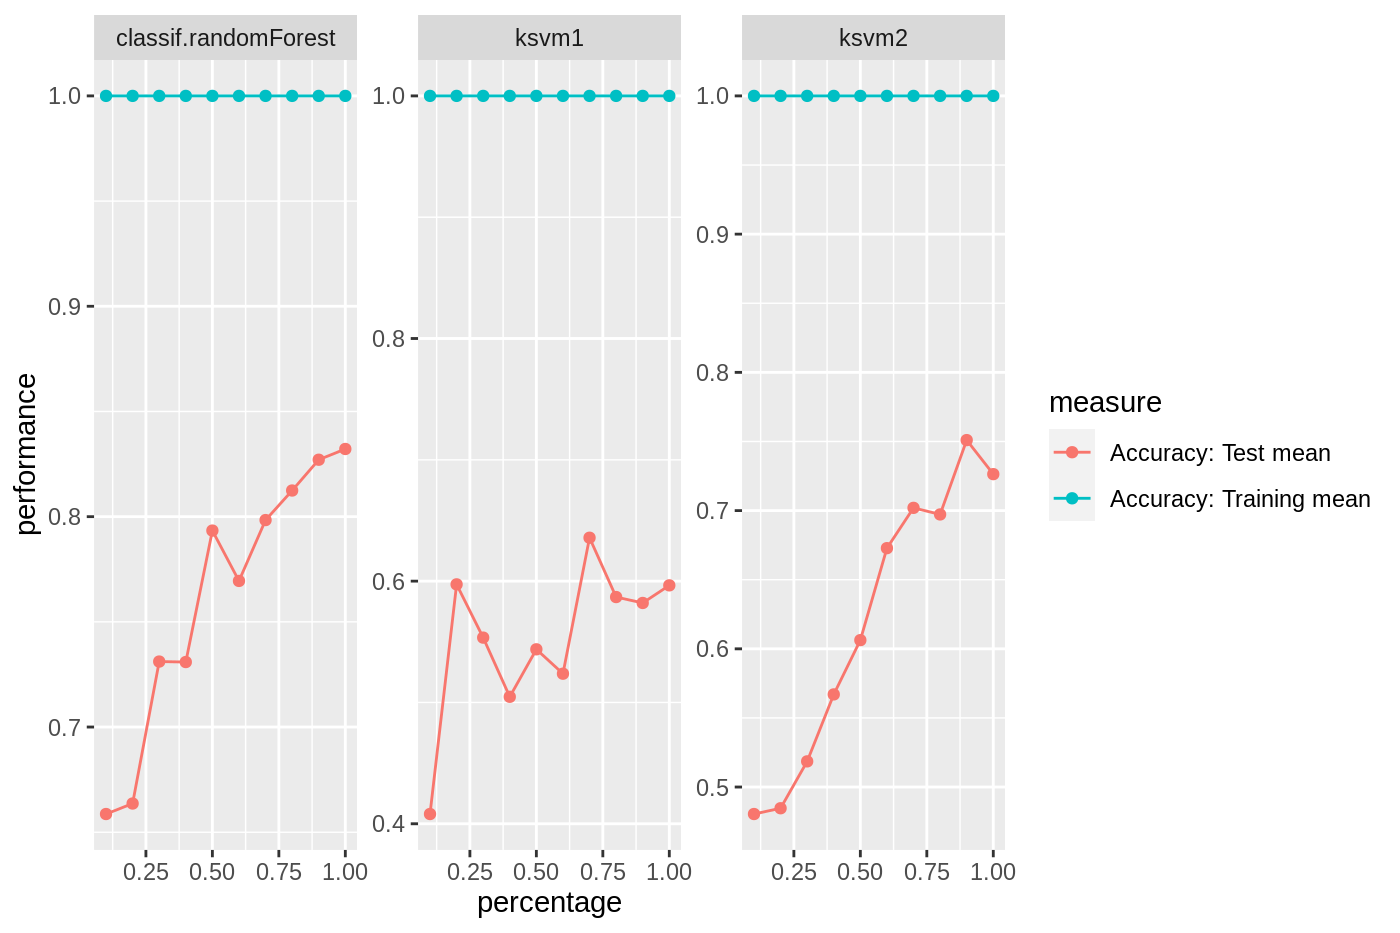 classif.randomForest ksvm1 ksvm2
1.0 1.0 1.0
0.9 0.8 0.9
0.8 0.6 0.8
0.7 0.4 0.7
0.6
0.5
performance
0.25 0.50 0.75 1.00 0.25 0.50 0.75 1.00 0.25 0.50 0.75 1.00
percentage
measure
Accuracy: Test mean
Accuracy: Training mean